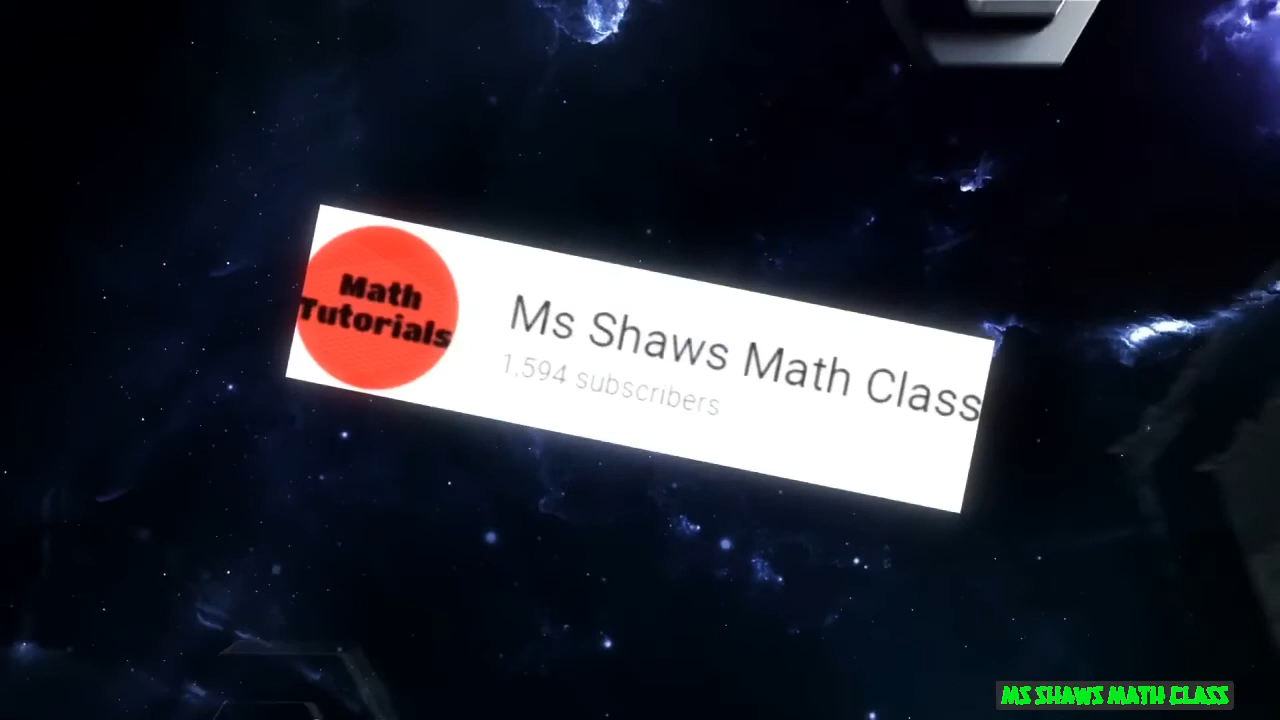 Math
Tutorials
Ms Shaws Math Class
1.594 subscribers
MS SHAWS MATH CLASS